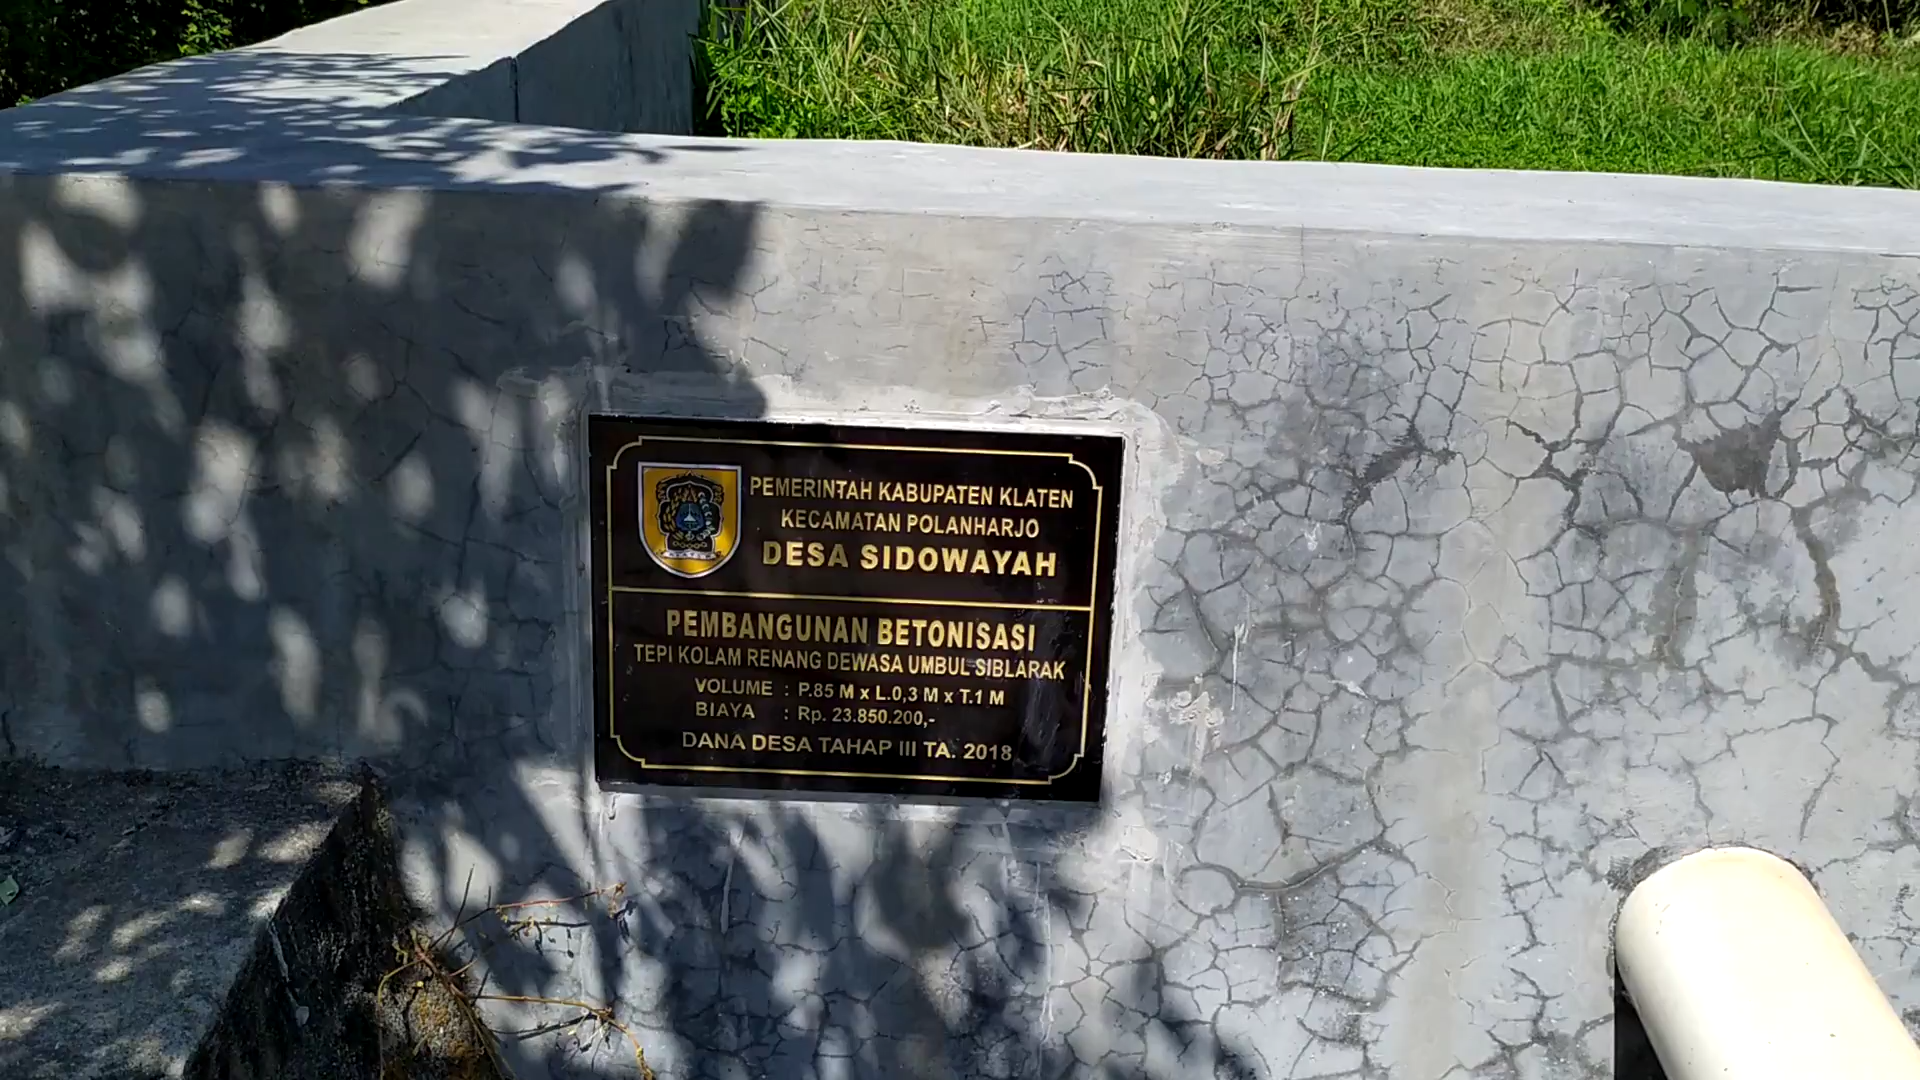 PEMERINTAH KABUPATEN KLATEN
KECAMATAN POLANHARJO
DESA SIDOWAYAH
PEMBANGUNAN BETONISASI
TEPI KOLAM RENANG DEWASA UMBUL SIBLARAK
VOLUME : P.85 M x L.0,3 M x T.1 M
BIAYA : Rp. 23.850.200,-
DANA DESA TAHAP III TA. 2018